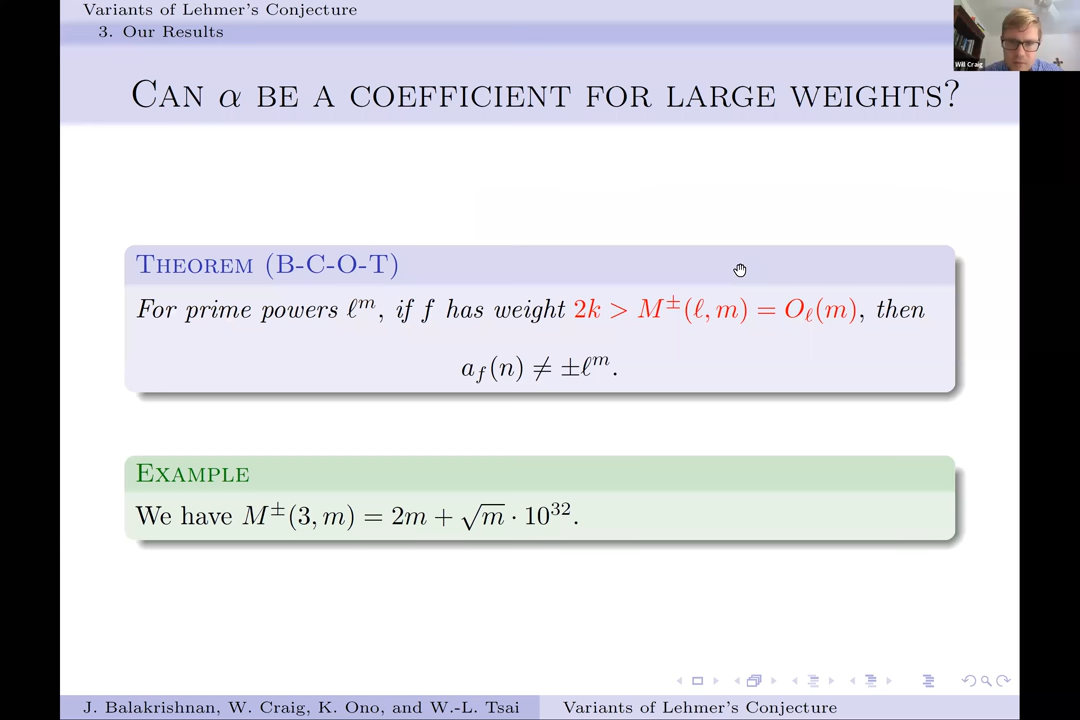 Variants of Lehmer's Conjecture
3. Our Results
Will Craig
Can α be a coefficient for large weights?
Theorem (B-C-O-T)
For prime powers ℓ^m, if f has weight 2k > M^±(ℓ, m) = O_ℓ(m), then
a_f(n) ≠ ±ℓ^m.
Example
We have M^±(3, m) = 2m + √m · 10^32.
J. Balakrishnan, W. Craig, K. Ono, and W.-L. Tsai
Variants of Lehmer's Conjecture